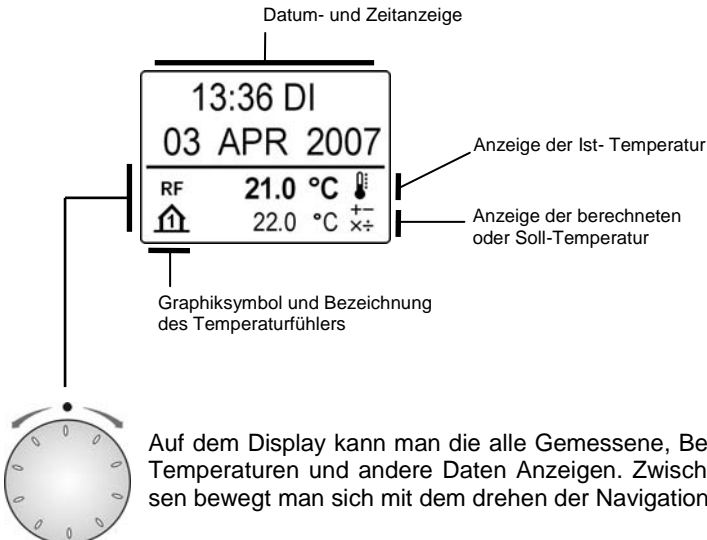 Datum- und Zeitanzeige
13:36 DI
03 APR 2007
RF 21.0 °C
1 22.0 °C +−
×÷
Anzeige der Ist- Temperatur
Anzeige der berechneten
oder Soll-Temperatur
Graphiksymbol und Bezeichnung
des Temperaturfühlers
Auf dem Display kann man die alle Gemessene, Be
Temperaturen und andere Daten Anzeigen. Zwisch
sen bewegt man sich mit dem drehen der Navigation